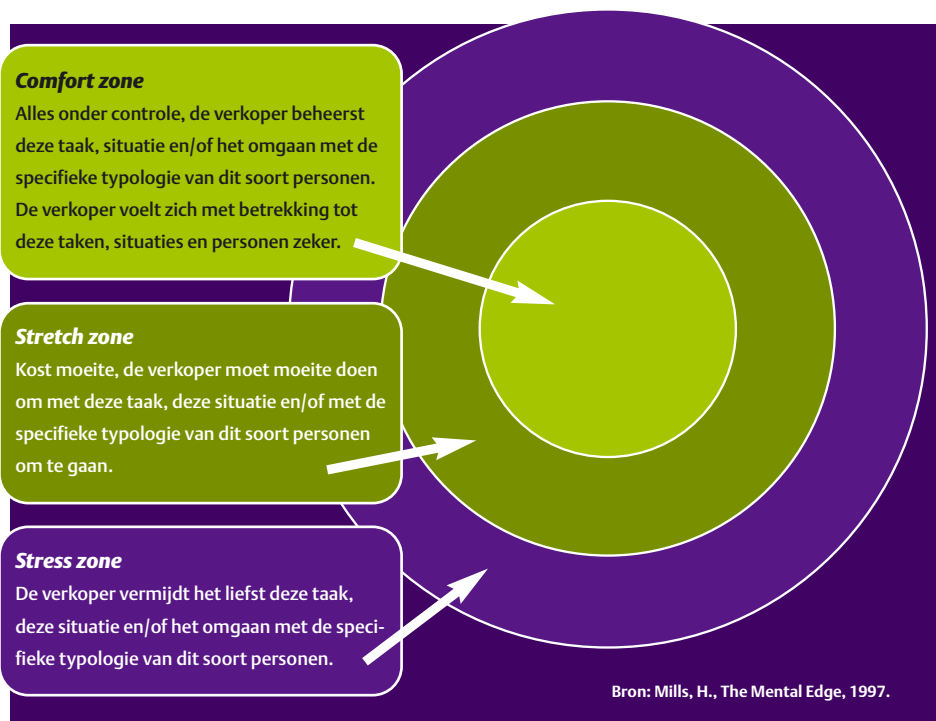 Comfort zone
Alles onder controle, de verkoper beheerst
deze taak, situatie en/of het omgaan met de
specifieke typologie van dit soort personen.
De verkoper voelt zich met betrekking tot
deze taken, situaties en personen zeker.
Stretch zone
Kost moeite, de verkoper moet moeite doen
om met deze taak, deze situatie en/of met de
specifieke typologie van dit soort personen
om te gaan.
Stress zone
De verkoper vermijdt het liefst deze taak,
deze situatie en/of het omgaan met de speci-
fieke typologie van dit soort personen.
Bron: Mills, H., The Mental Edge, 1997.